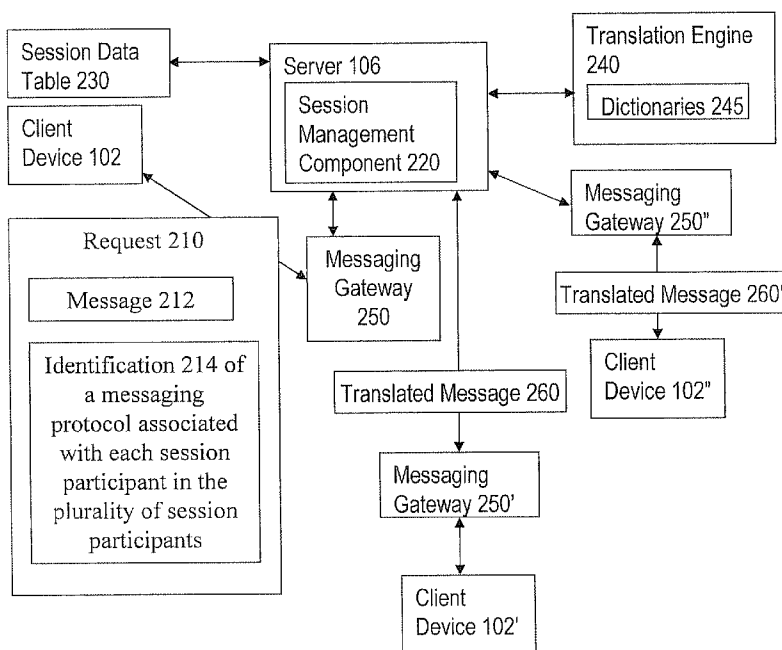 Session Data
Table 230
Client
Device 102
Server 106
Session
Management
Component 220
Translation Engine
240
Dictionaries 245
Request 210
Message 212
Identification 214 of
a messaging
protocol associated
with each session
participant in the
plurality of session
participants
Messaging
Gateway
250
Messaging
Gateway 250"
Translated Message 260'
Client
Device 102"
Translated Message 260
Messaging
Gateway 250'
Client
Device 102'